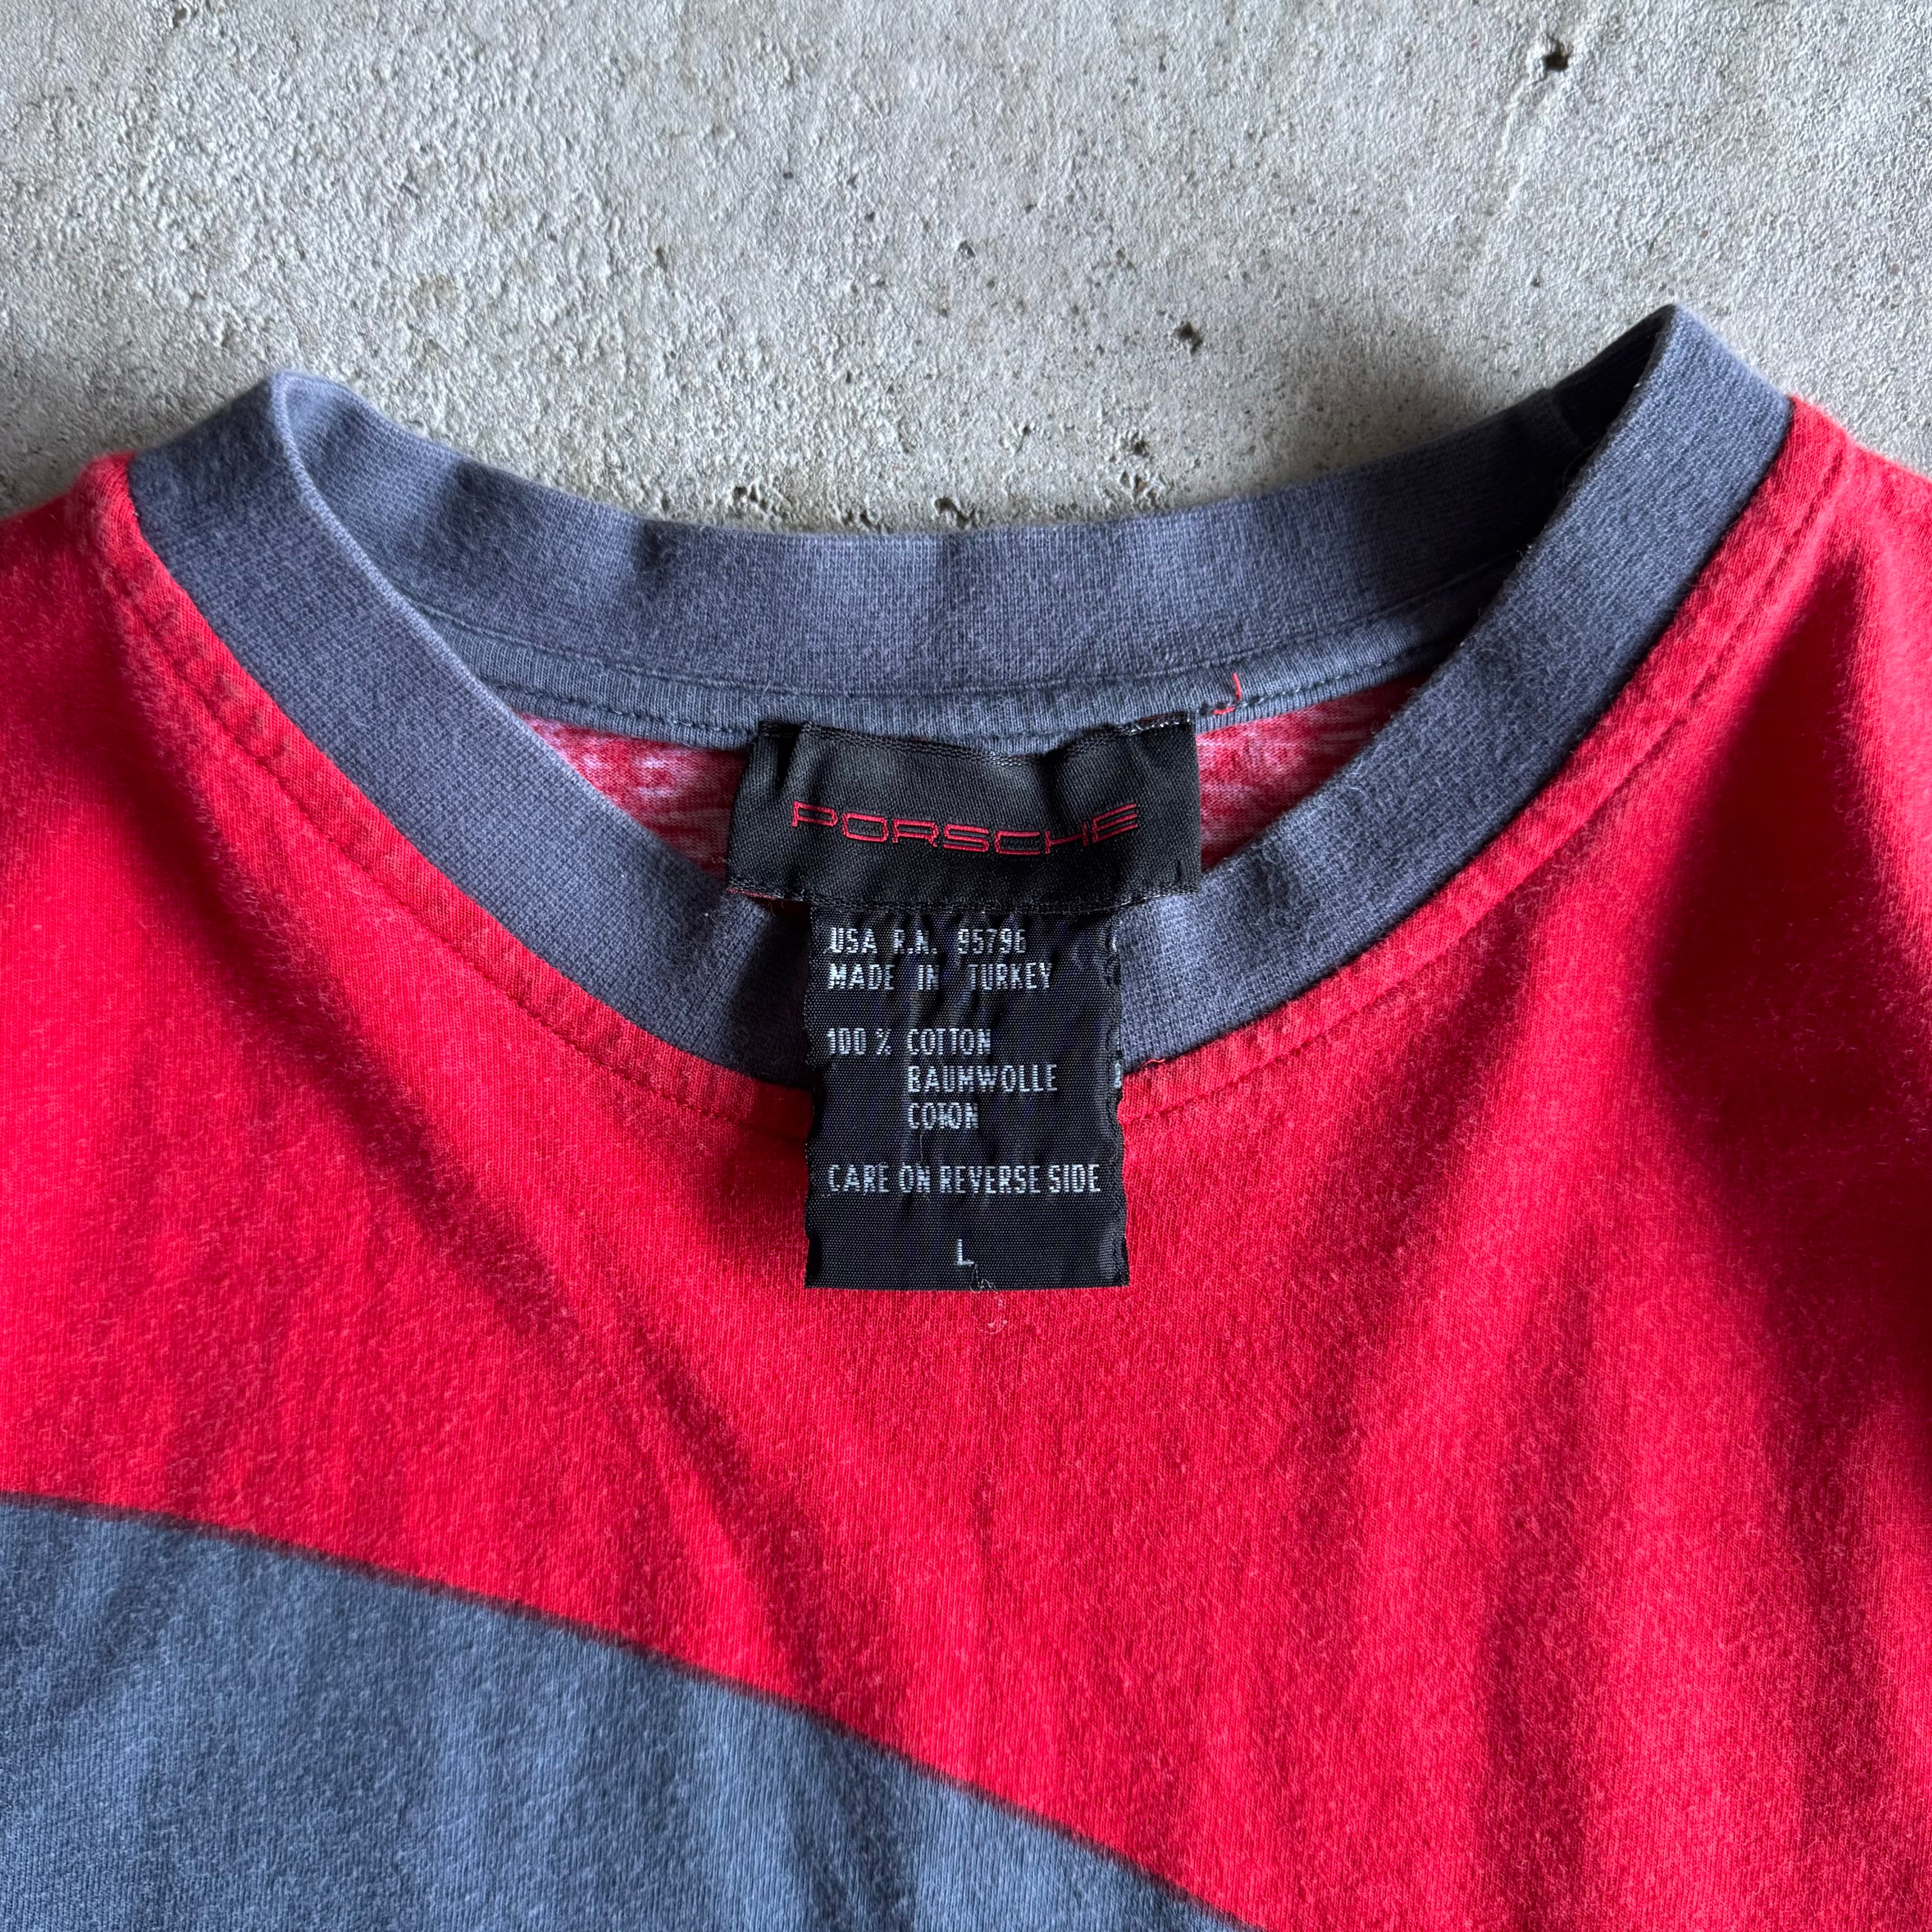 PORSCHE
USA R.N. 95796
MADE IN TURKEY
100 % COTTON
BAUMWOLLE
COTON
CARE ON REVERSE SIDE
L